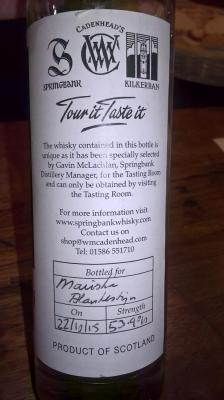 CADENHEAD'S
S WMC
SPRINGBANK KILKERRAN
Tour it Taste it
The whisky contained in this bottle is
unique as it has been specially selected
by Gavin McLachlan, Springbank
Distillery Manager, for the Tasting Room
and can only be obtained by visiting
the Tasting Room.
For more information visit
www.springbankwhisky.com
Contact us on
shop@wmcadenhead.com
Tel: 01586 551710
Bottled for
Mariska
On Strength
53.4%
PRODUCT OF SCOTLAND